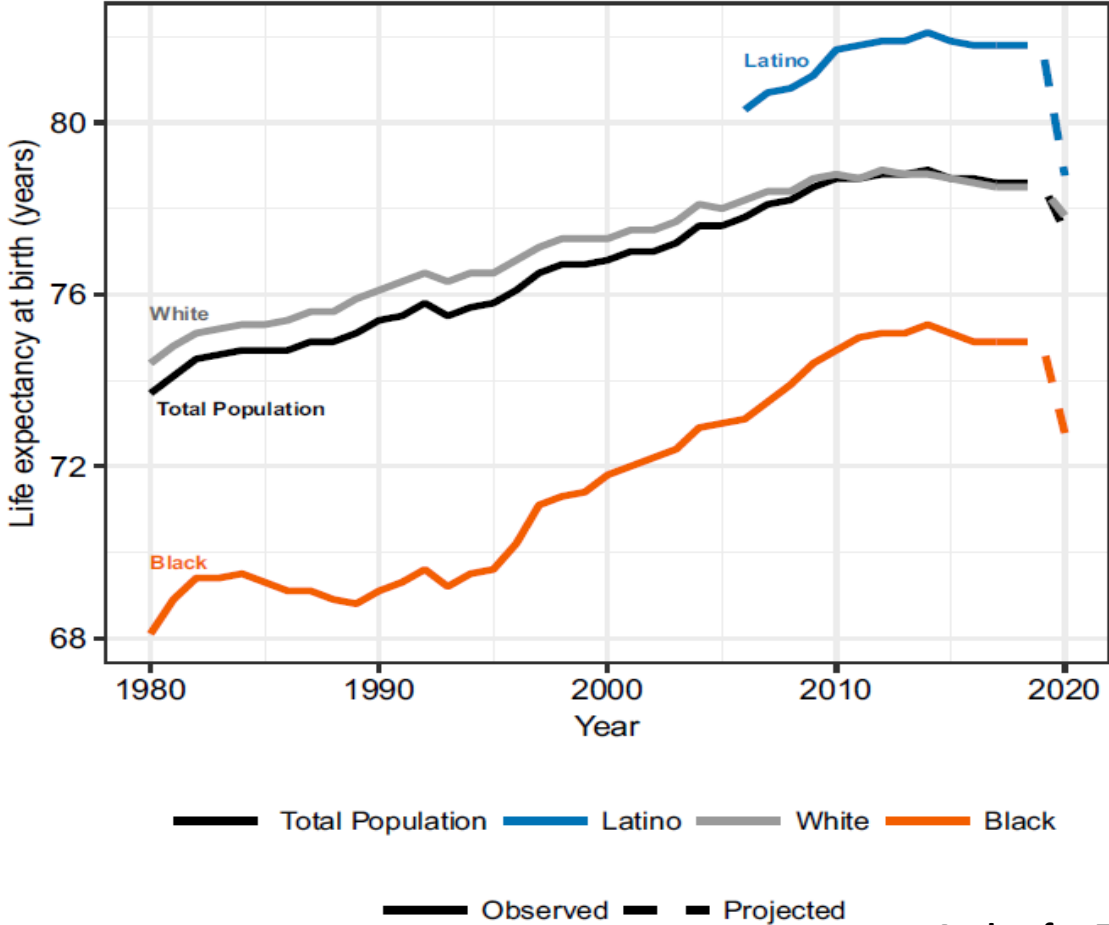 Life expectancy at birth (years)
80
76
72
68
Latino
White
Total Population
Black
1980 1990 2000 2010 2020
Year
Total Population Latino White Black
Observed Projected